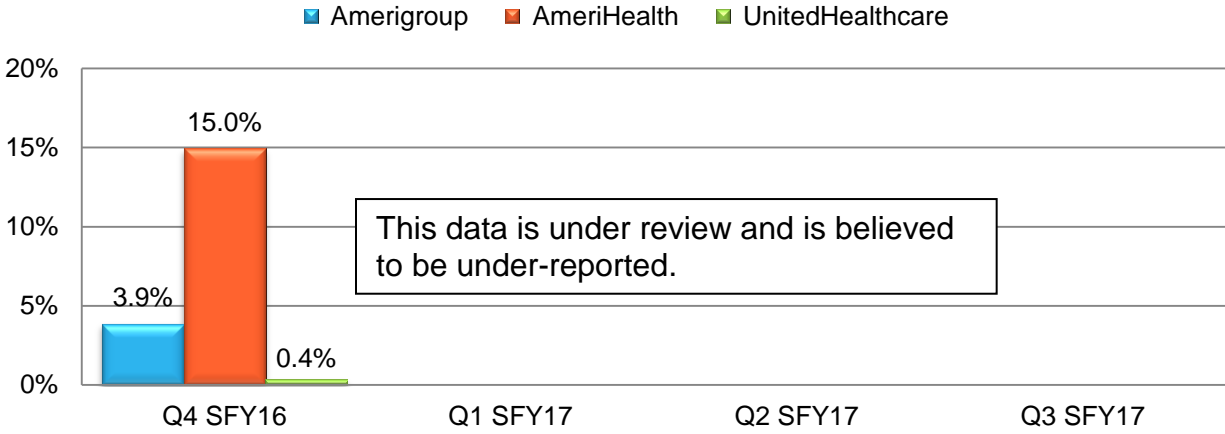 Amerigroup AmeriHealth UnitedHealthcare
20%
15%
10%
5%
0%
3.9%
15.0%
0.4%
This data is under review and is believed
to be under-reported.
Q4 SFY16 Q1 SFY17 Q2 SFY17 Q3 SFY17